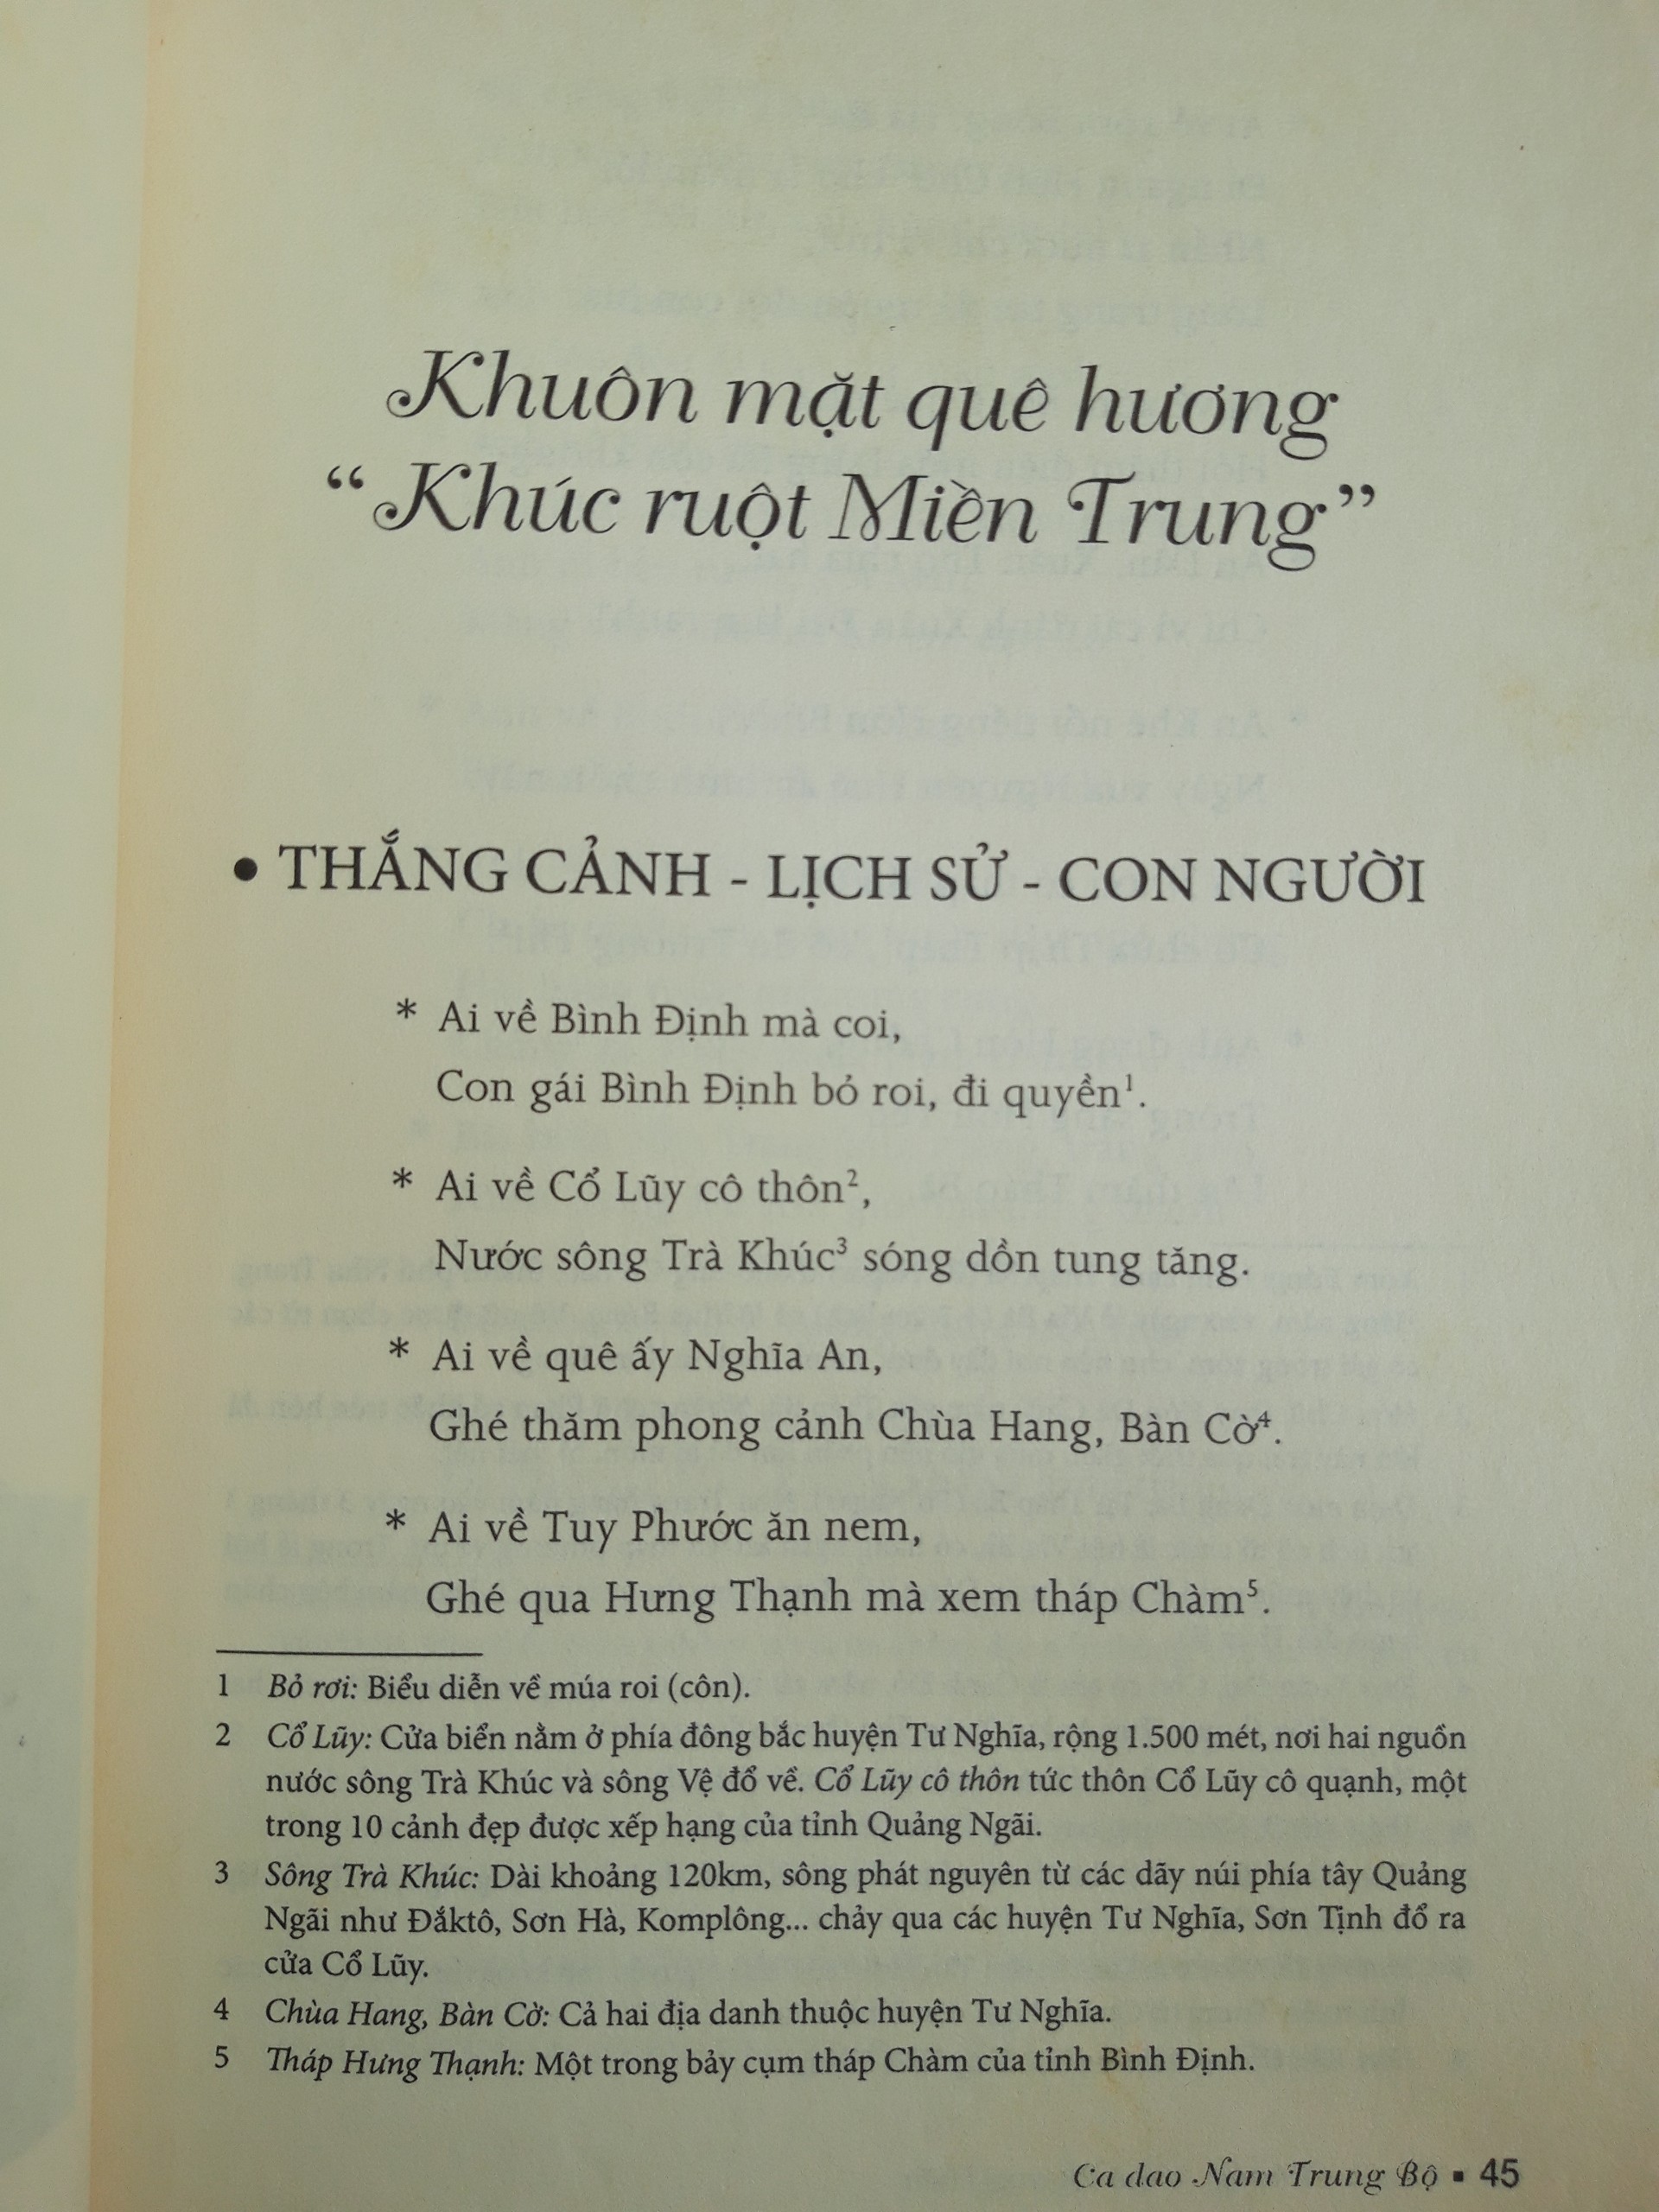 Khuôn mặt quê hương
“Khúc ruột Miền Trung”
• THẮNG CẢNH - LỊCH SỬ - CON NGƯỜI
* Ai về Bình Định mà coi,
Con gái Bình Định bỏ roi, đi quyền¹.
* Ai về Cổ Lũy cô thôn²,
Nước sông Trà Khúc³ sóng dồn tung tăng.
* Ai về quê ấy Nghĩa An,
Ghé thăm phong cảnh Chùa Hang, Bàn Cờ⁴.
* Ai về Tuy Phước ăn nem,
Ghé qua Hưng Thạnh mà xem tháp Chàm⁵.
1 Bỏ rơi: Biểu diễn về múa roi (côn).
2 Cổ Lũy: Cửa biển nằm ở phía đông bắc huyện Tư Nghĩa, rộng 1.500 mét, nơi hai nguồn
nước sông Trà Khúc và sông Vệ đổ về. Cổ Lũy cô thôn tức thôn Cổ Lũy cô quạnh, một
trong 10 cảnh đẹp được xếp hạng của tỉnh Quảng Ngãi.
3 Sông Trà Khúc: Dài khoảng 120km, sông phát nguyên từ các dãy núi phía tây Quảng
Ngãi như Đắktô, Sơn Hà, Komplông... chảy qua các huyện Tư Nghĩa, Sơn Tịnh đổ ra
cửa Cổ Lũy.
4 Chùa Hang, Bàn Cờ: Cả hai địa danh thuộc huyện Tư Nghĩa.
5 Tháp Hưng Thạnh: Một trong bảy cụm tháp Chàm của tỉnh Bình Định.
Ca dao Nam Trung Bộ ▪ 45